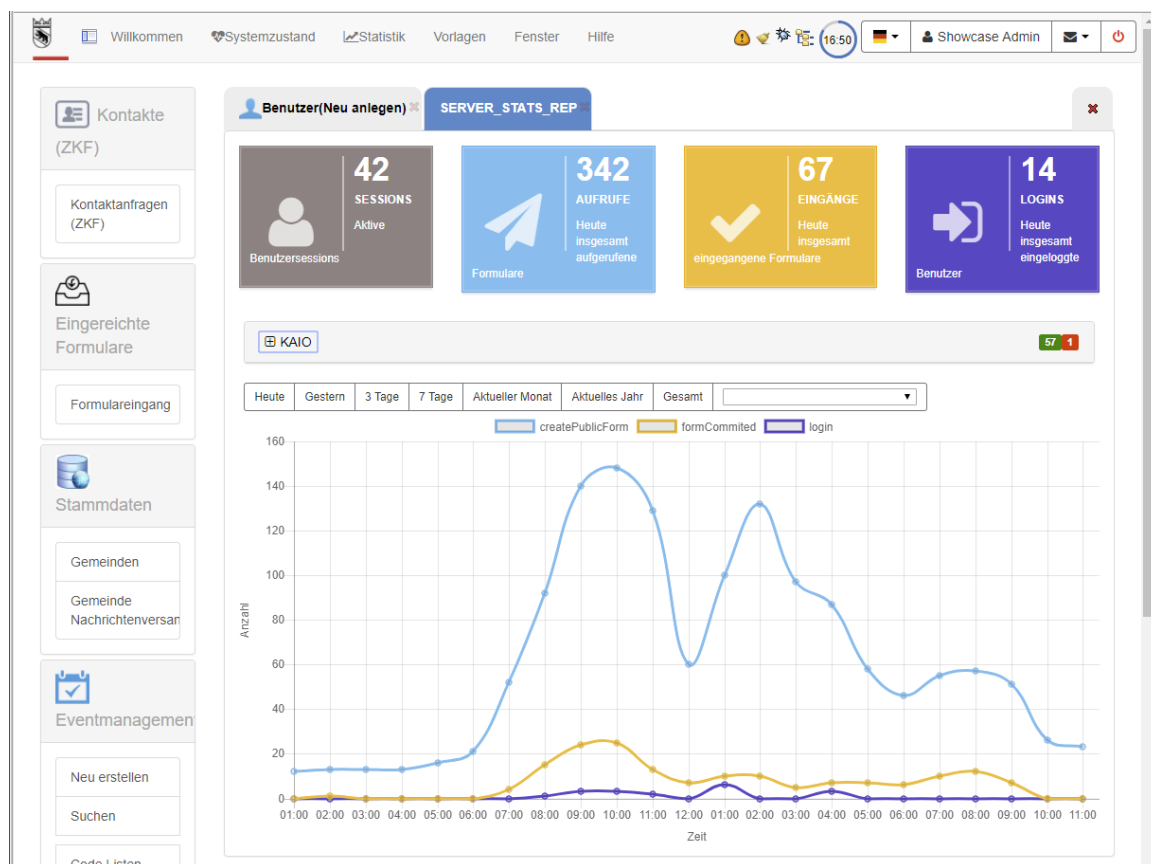 Willkommen
Systemzustand
Statistik
Vorlagen
Fenster
Hilfe
16:50
Showcase Admin
Kontakte
(ZKF)
Kontaktanfragen
(ZKF)
Eingereichte
Formulare
Formulareingang
Stammdaten
Gemeinden
Gemeinde
Nachrichtenversan
Eventmanagemen
Neu erstellen
Suchen
Code Listen
Benutzer(Neu anlegen)
SERVER_STATS_REP
42
SESSIONS
Aktive
Benutzersessions
342
AUFRUFE
Heute
insgesamt
aufgerufene
Formulare
67
EINGÄNGE
Heute
insgesamt
eingegangene Formulare
14
LOGINS
Heute
insgesamt
eingeloggte
Benutzer
KAIO
57 1
Heute Gestern 3 Tage 7 Tage Aktueller Monat Aktuelles Jahr Gesamt
createPublicForm formCommited login
160
140
120
100
80
60
40
20
0
Anzahl
01:00 02:00 03:00 04:00 05:00 06:00 07:00 08:00 09:00 10:00 11:00 12:00 01:00 02:00 03:00 04:00 05:00 06:00 07:00 08:00 09:00 10:00 11:00
Zeit